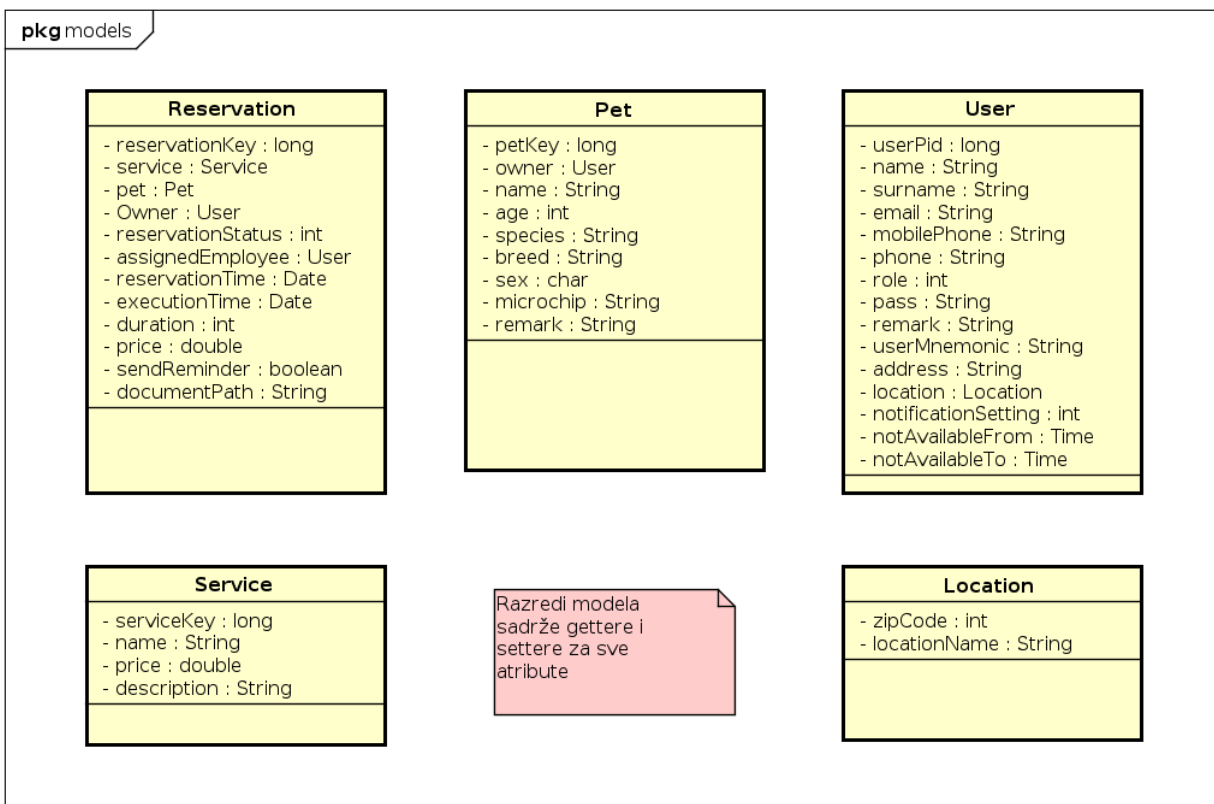 pkg models
Reservation
- reservationKey : long
- service : Service
- pet : Pet
- Owner : User
- reservationStatus : int
- assignedEmployee : User
- reservationTime : Date
- executionTime : Date
- duration : int
- price : double
- sendReminder : boolean
- documentPath : String
Pet
- petKey : long
- owner : User
- name : String
- age : int
- species : String
- breed : String
- sex : char
- microchip : String
- remark : String
User
- userPid : long
- name : String
- surname : String
- email : String
- mobilePhone : String
- phone : String
- role : int
- pass : String
- remark : String
- userMnemonic : String
- address : String
- location : Location
- notificationSetting : int
- notAvailableFrom : Time
- notAvailableTo : Time
Service
- serviceKey : long
- name : String
- price : double
- description : String
Razredi modela
sadrže gettere i
settere za sve
atribute
Location
- zipCode : int
- locationName : String